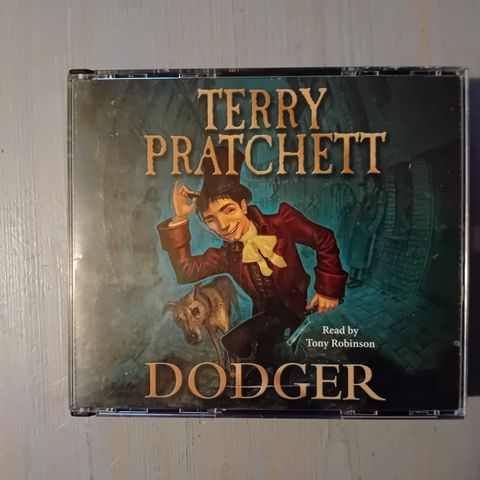 TERRY
PRATCHETT
Read by
Tony Robinson
DODGER